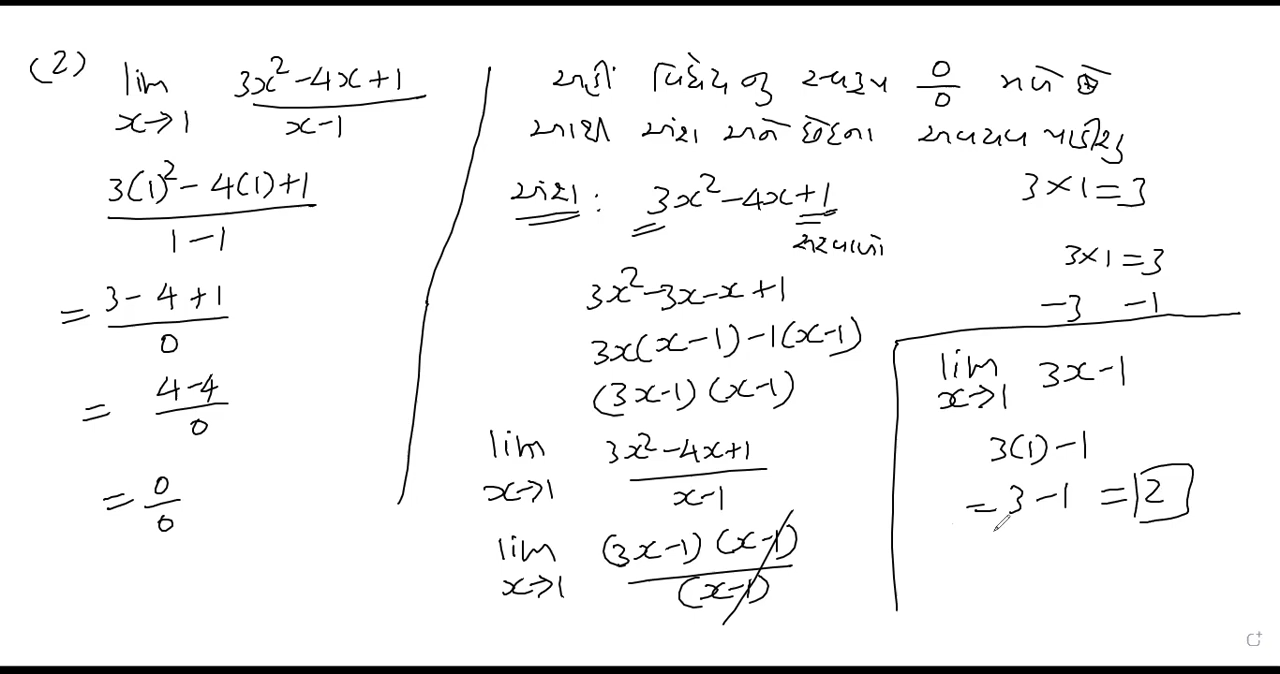 (2) lim x→1 (3x²-4x+1)/(x-1)
(3(1)²-4(1)+1)/(1-1)
= (3-4+1)/0
= (4-4)/0
= 0/0
અહીં વિધેય નુ સ્વરૂપ 0/0 મળે છે
આથી અંશ અને છેદના અવયવ પાડીશુ
અંશ : 3x²-4x+1
3x²-3x-x+1
3x(x-1)-1(x-1)
(3x-1)(x-1)
lim x→1 (3x²-4x+1)/(x-1)
lim x→1 (3x-1)(x-1)/(x-1)
3×1=3
3×1=3
-3 -1
lim x→1 3x-1
3(1)-1
=3-1 =2